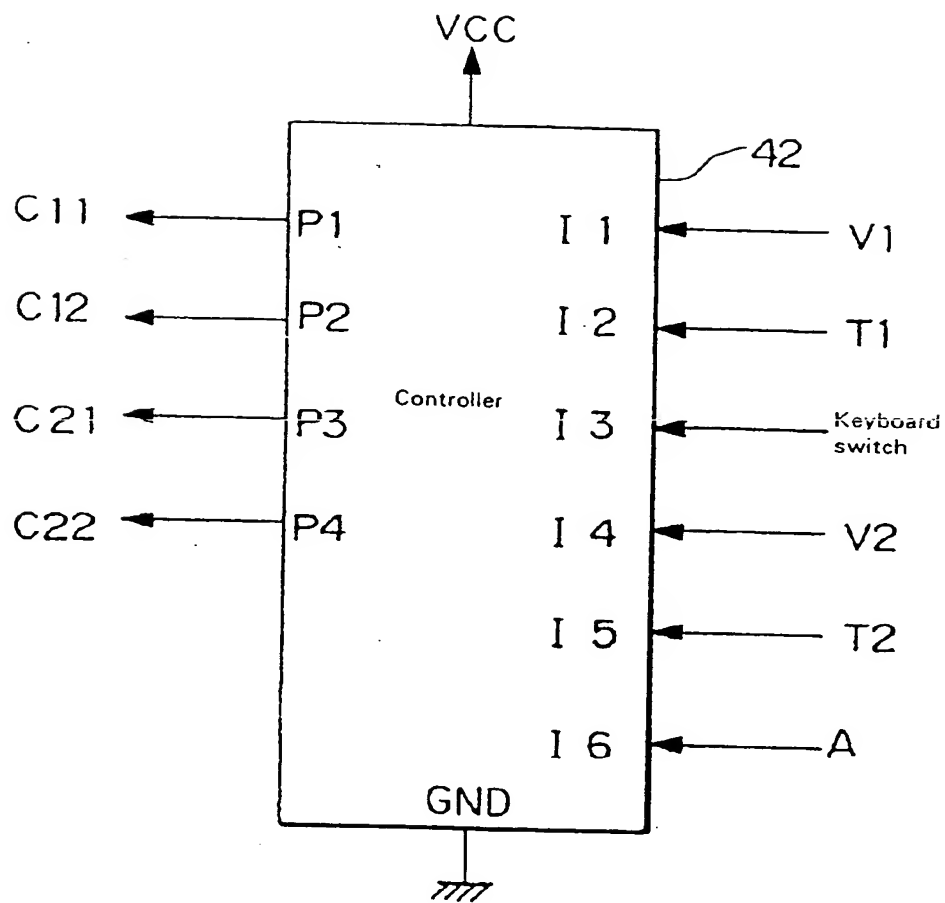 VCC
42
C11 P1 I 1 V1
C12 P2 I 2 T1
C21 P3 Controller I 3 Keyboard
switch
C22 P4 I 4 V2
I 5 T2
I 6 A
GND